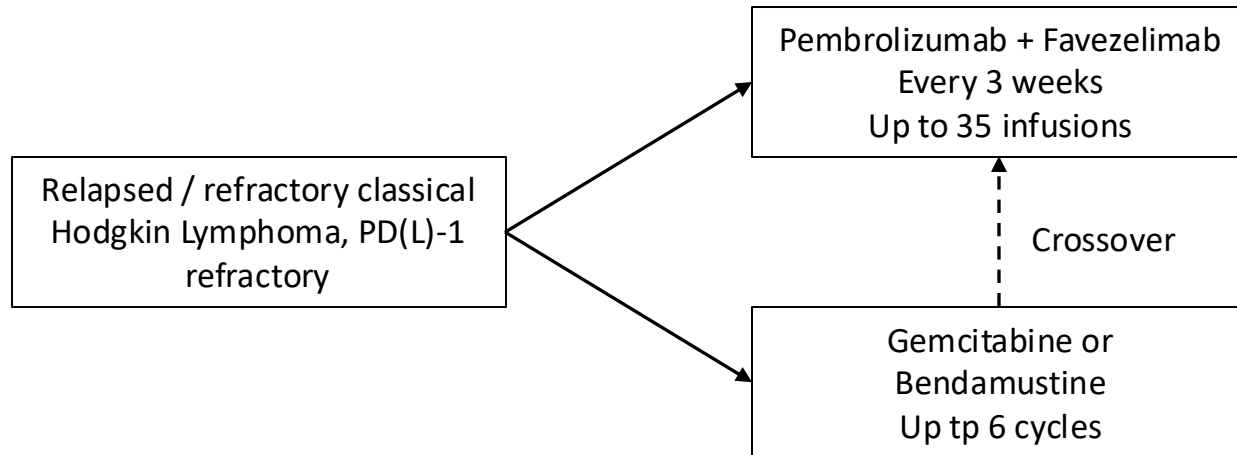 Pembrolizumab + Favezelimab
Every 3 weeks
Up to 35 infusions
Relapsed / refractory classical
Hodgkin Lymphoma, PD(L)-1
refractory
Crossover
Gemcitabine or
Bendamustine
Up tp 6 cycles